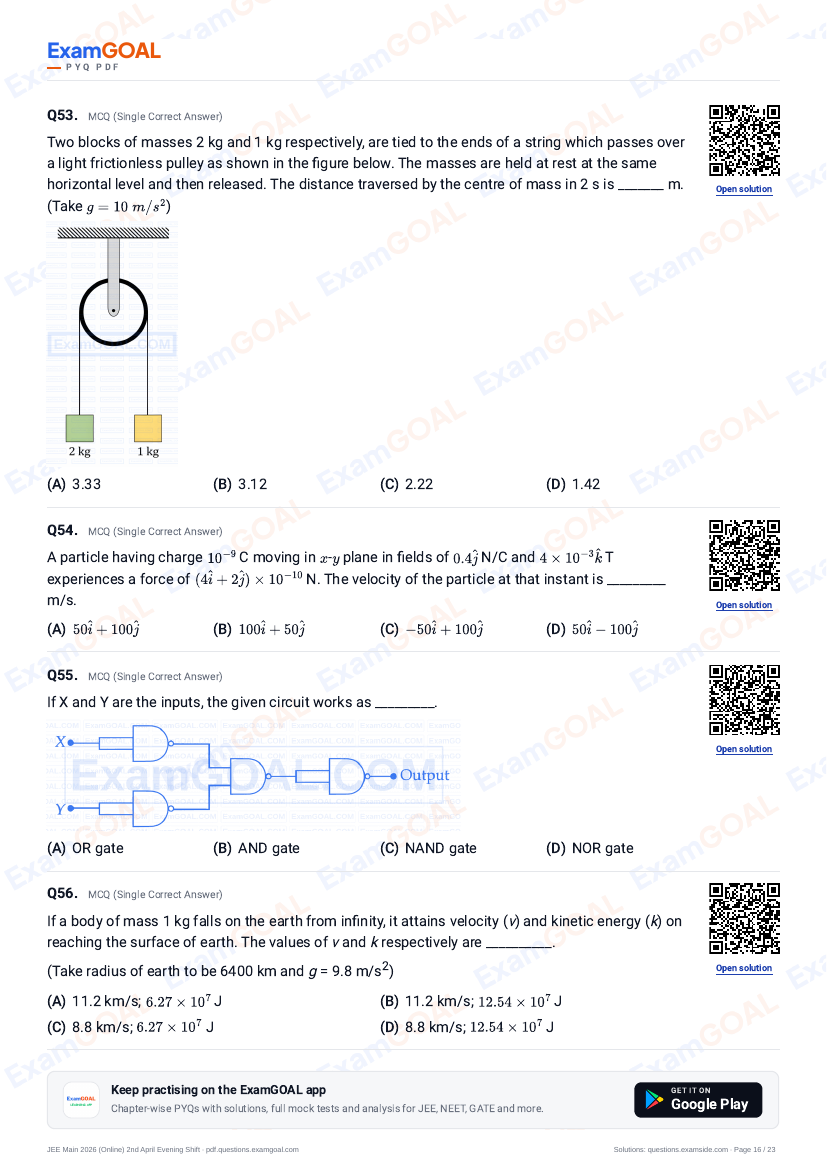 ExamGOAL
PYQ PDF
Q53. MCQ (Single Correct Answer)
Two blocks of masses 2 kg and 1 kg respectively, are tied to the ends of a string which passes over
a light frictionless pulley as shown in the figure below. The masses are held at rest at the same
horizontal level and then released. The distance traversed by the centre of mass in 2 s is ______ m.
(Take g = 10 m/s²)
Open solution
ExamGOAL.COM
2 kg 1 kg
(A) 3.33 (B) 3.12 (C) 2.22 (D) 1.42
Q54. MCQ (Single Correct Answer)
A particle having charge 10⁻⁹ C moving in x-y plane in fields of 0.4ĵ N/C and 4 × 10⁻³k̂ T
experiences a force of (4î + 2ĵ) × 10⁻¹⁰ N. The velocity of the particle at that instant is ________
m/s.
Open solution
(A) 50î + 100ĵ (B) 100î + 50ĵ (C) −50î + 100ĵ (D) 50î − 100ĵ
Q55. MCQ (Single Correct Answer)
If X and Y are the inputs, the given circuit works as ________.
Open solution
X
ExamGOAL.COM
Output
Y
(A) OR gate (B) AND gate (C) NAND gate (D) NOR gate
Q56. MCQ (Single Correct Answer)
If a body of mass 1 kg falls on the earth from infinity, it attains velocity (v) and kinetic energy (k) on
reaching the surface of earth. The values of v and k respectively are _________.
(Take radius of earth to be 6400 km and g = 9.8 m/s²)
Open solution
(A) 11.2 km/s; 6.27 × 10⁷ J (B) 11.2 km/s; 12.54 × 10⁷ J
(C) 8.8 km/s; 6.27 × 10⁷ J (D) 8.8 km/s; 12.54 × 10⁷ J
ExamGOAL
Keep practising on the ExamGOAL app
Chapter-wise PYQs with solutions, full mock tests and analysis for JEE, NEET, GATE and more.
GET IT ON
Google Play
JEE Main 2026 (Online) 2nd April Evening Shift · pdf.questions.examgoal.com Solutions: questions.examside.com · Page 16 / 23